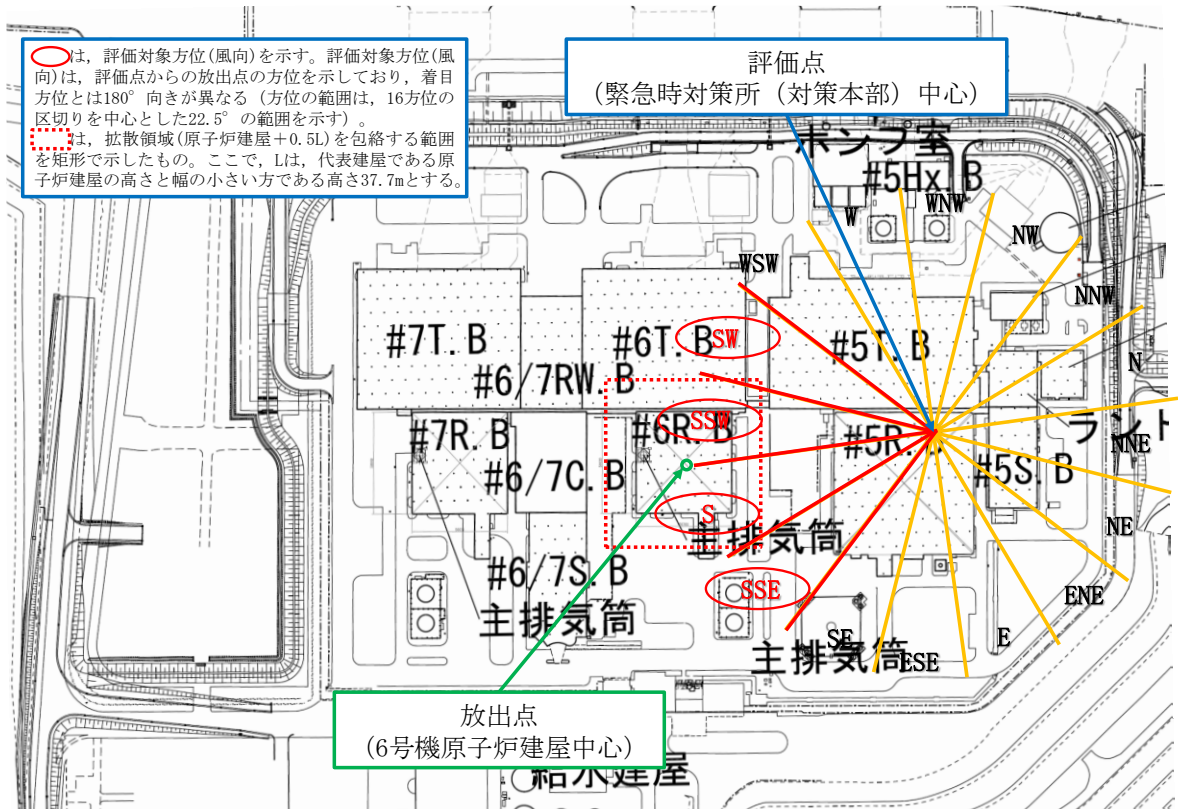 は，評価対象方位(風向)を示す。評価対象方位(風
向)は，評価点からの放出点の方位を示しており，着目
方位とは180°向きが異なる（方位の範囲は，16方位の
区切りを中心とした22.5°の範囲を示す）。
は，拡散領域(原子炉建屋＋0.5L)を包絡する範囲
を矩形で示したもの。ここで，Lは，代表建屋である原
子炉建屋の高さと幅の小さい方である高さ37.7mとする。
評価点
（緊急時対策所（対策本部）中心）
ポンプ室
#5Hx.B
W
WNW
NW
WSW
NNW
#7T.B
#6T.B
SW
#5T.B
N
#6/7RW.B
#7R.B
#6R.B
SSW
#5R.B
ラント
NNE
#6/7C.B
#5S.B
S
主排気筒
NE
#6/7S.B
SSE
ENE
主排気筒
SE
E
主排気筒
ESE
放出点
(6号機原子炉建屋中心)
給水建屋